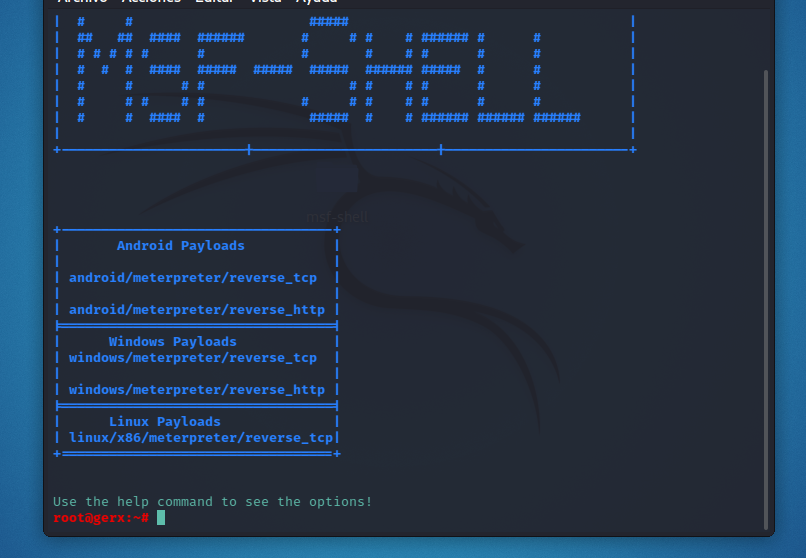 Archivo Acciones Editar Vista Ayuda
MSF-SHELL
msf-shell
Android Payloads
android/meterpreter/reverse_tcp
android/meterpreter/reverse_http
Windows Payloads
windows/meterpreter/reverse_tcp
windows/meterpreter/reverse_http
Linux Payloads
linux/x86/meterpreter/reverse_tcp
Use the help command to see the options!
root@gerx:~#